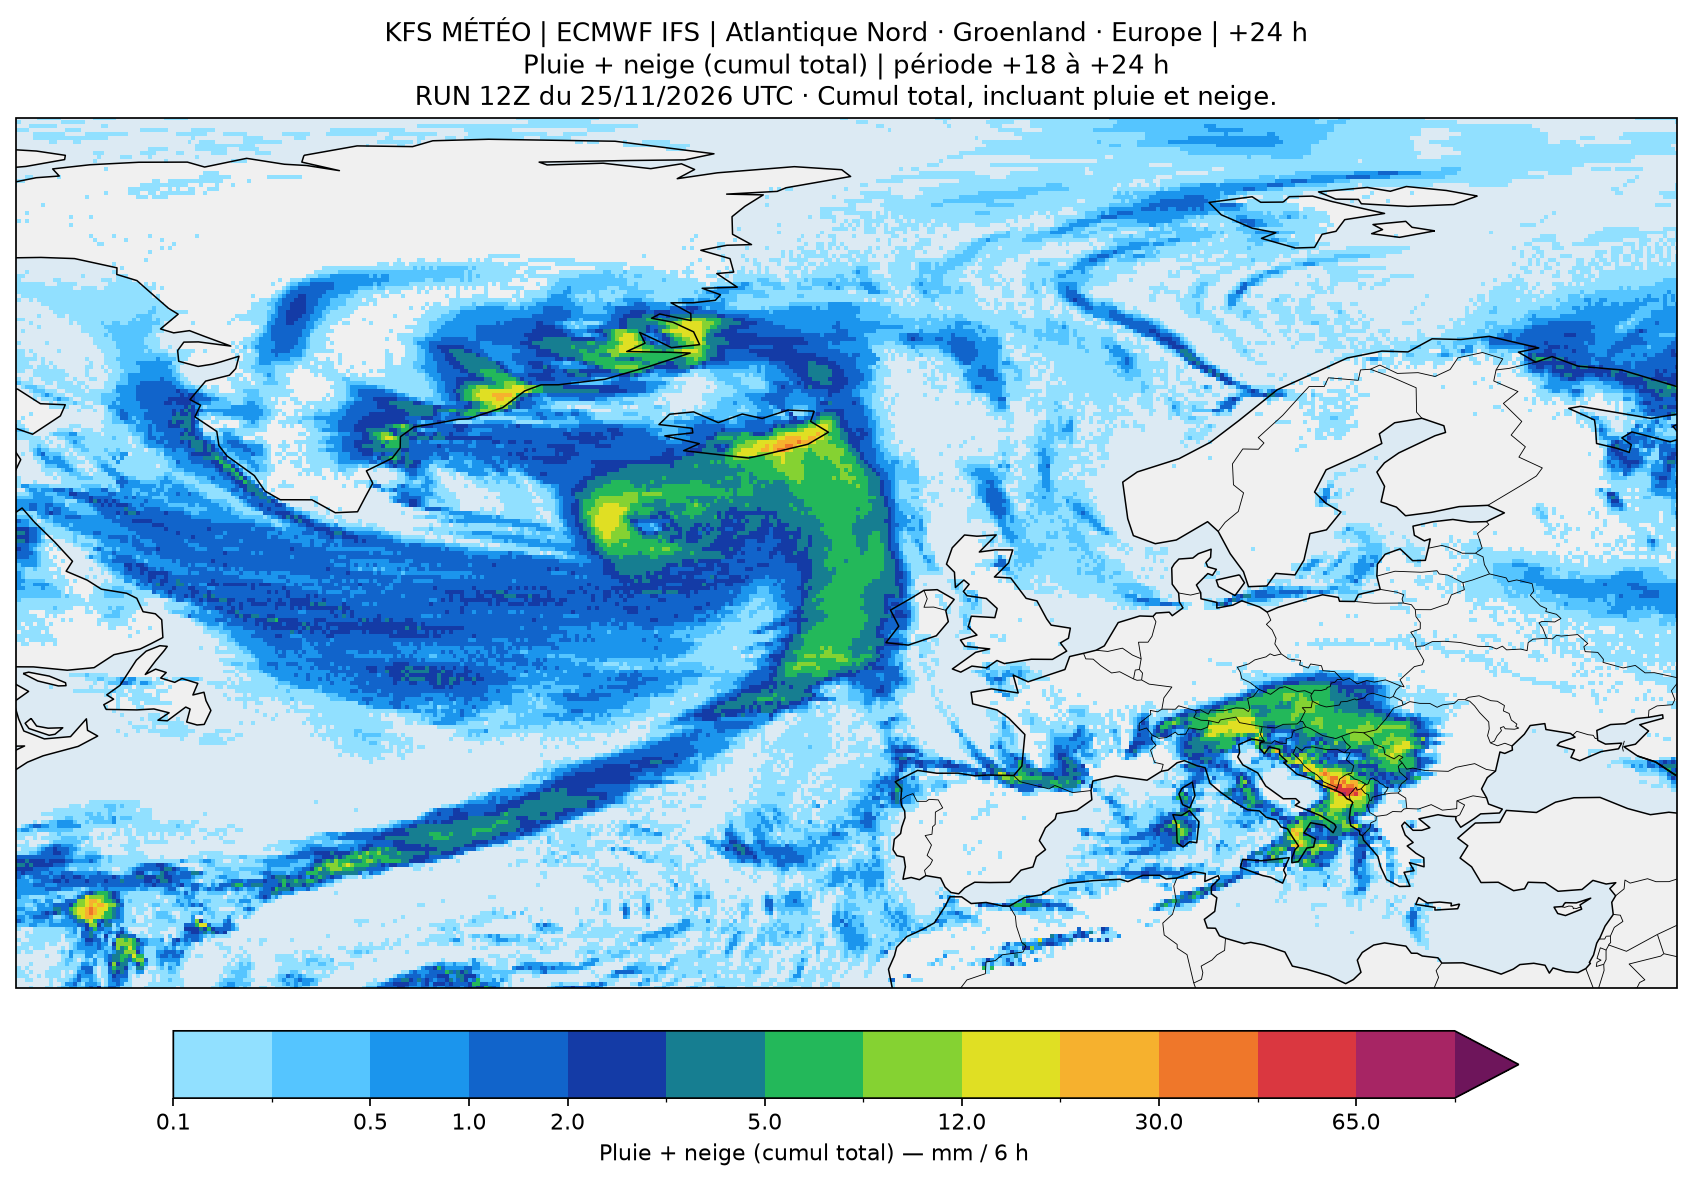 KFS MÉTÉO | ECMWF IFS | Atlantique Nord · Groenland · Europe | +24 h
Pluie + neige (cumul total) | période +18 à +24 h
RUN 12Z du 25/11/2026 UTC · Cumul total, incluant pluie et neige.
0.1 0.5 1.0 2.0 5.0 12.0 30.0 65.0
Pluie + neige (cumul total) — mm / 6 h